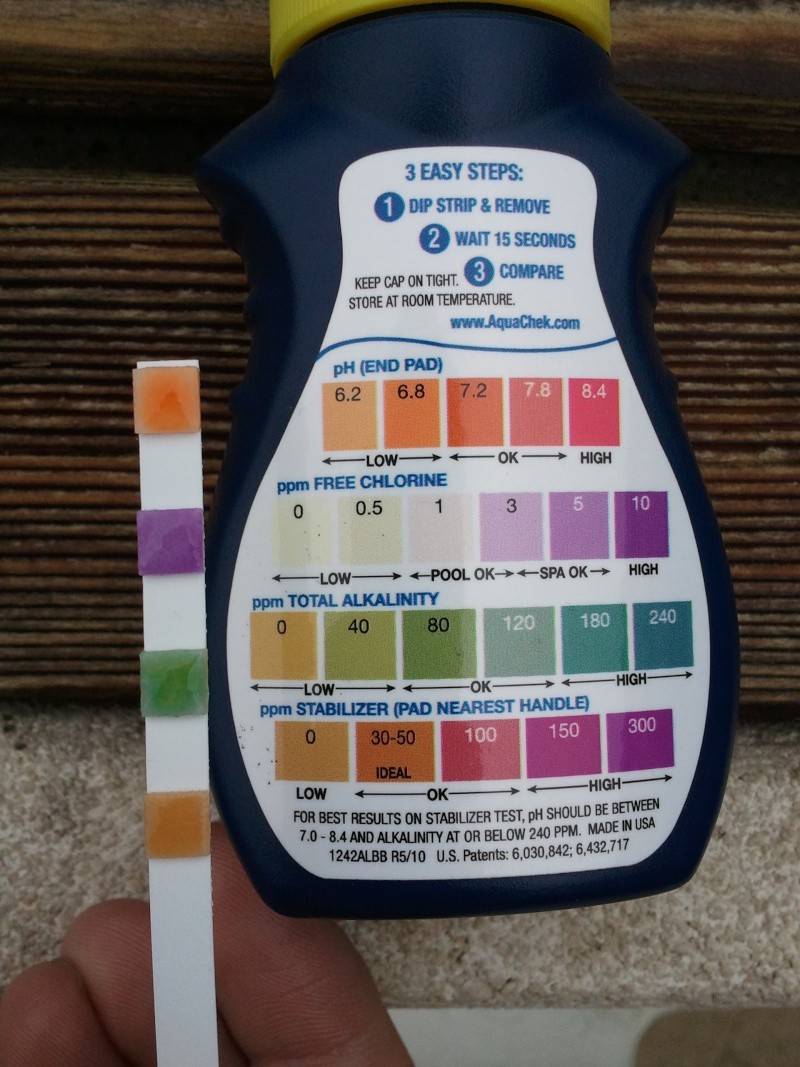 3 EASY STEPS:
1 DIP STRIP & REMOVE
2 WAIT 15 SECONDS
3 COMPARE
KEEP CAP ON TIGHT.
STORE AT ROOM TEMPERATURE.
www.AquaChek.com
pH (END PAD)
6.2 6.8 7.2 7.8 8.4
LOW OK HIGH
ppm FREE CHLORINE
0 0.5 1 3 5 10
LOW POOL OK SPA OK HIGH
ppm TOTAL ALKALINITY
0 40 80 120 180 240
LOW OK HIGH
ppm STABILIZER (PAD NEAREST HANDLE)
0 30-50 100 150 300
IDEAL
LOW OK HIGH
FOR BEST RESULTS ON STABILIZER TEST, pH SHOULD BE BETWEEN
7.0 - 8.4 AND ALKALINITY AT OR BELOW 240 PPM. MADE IN USA
1242ALBB R5/10 U.S. Patents: 6,030,842; 6,432,717